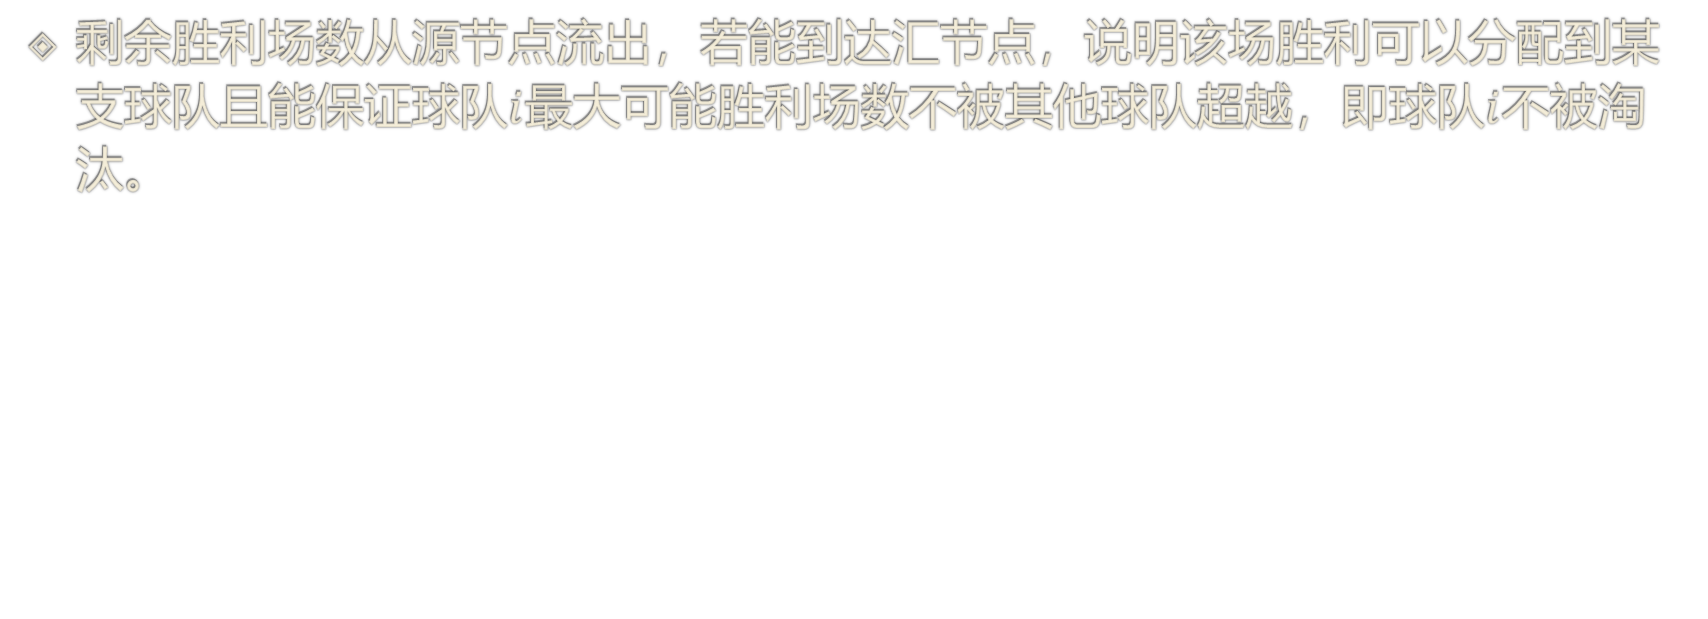 剩余胜利场数从源节点流出，若能到达汇节点，说明该场胜利可以分配到某
支球队且能保证球队i最大可能胜利场数不被其他球队超越，即球队i不被淘
汰。